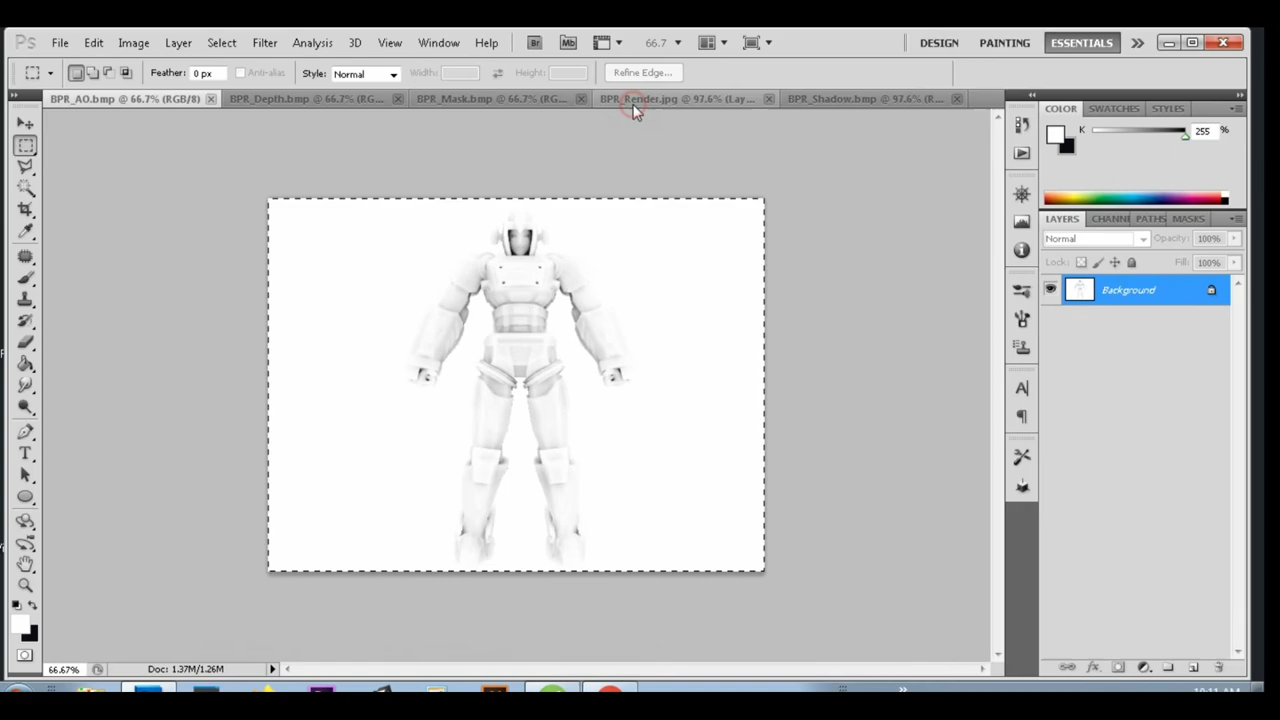 Ps File Edit Image Layer Select Filter Analysis 3D View Window Help Br Mb 66.7 DESIGN PAINTING ESSENTIALS
Feather: 0 px Anti-alias Style: Normal Width: Height: Refine Edge...
BPR_AO.bmp @ 66.7% (RGB/8) BPR_Depth.bmp @ 66.7% (RG... BPR_Mask.bmp @ 66.7% (RG... BPR_Render.jpg @ 97.6% (Lay... BPR_Shadow.bmp @ 97.6% (R...
COLOR SWATCHES STYLES
K 255 %
LAYERS CHANNI PATHS MASKS
Normal Opacity: 100%
Lock: Fill: 100%
Background
66.67% Doc: 1.37M/1.26M